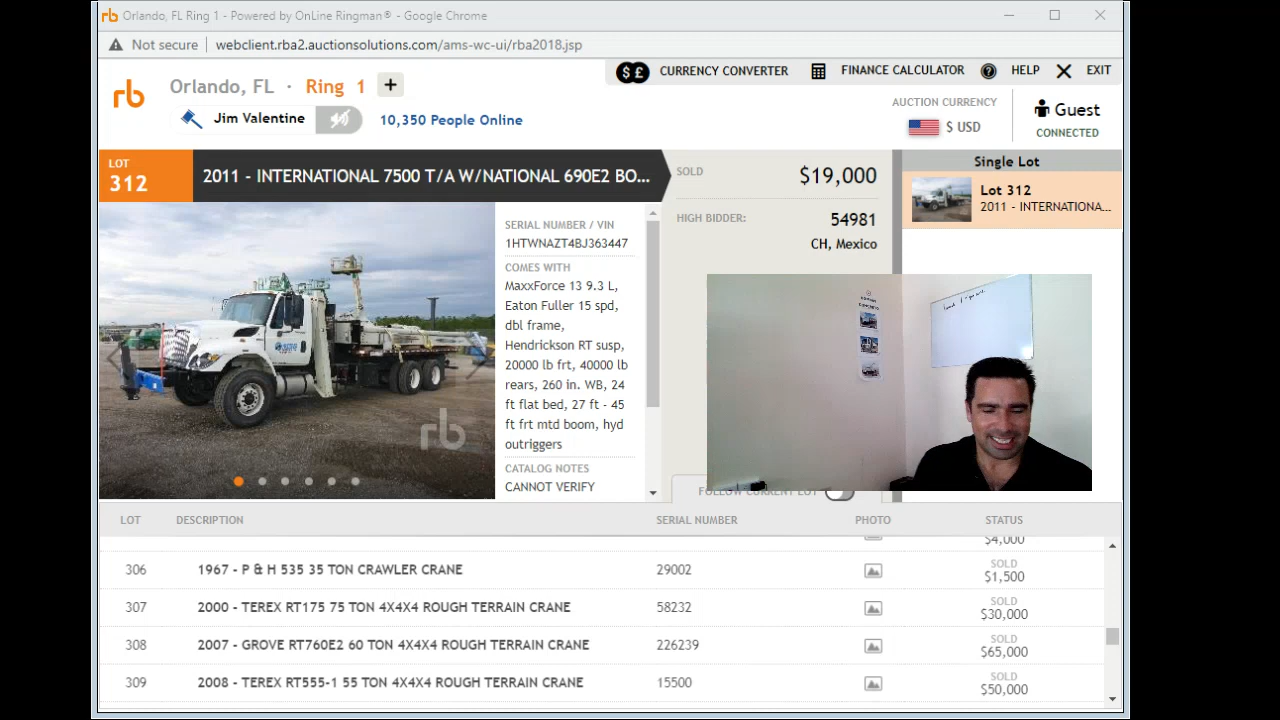 rb Orlando, FL Ring 1 - Powered by OnLine Ringman® - Google Chrome
Not secure | webclient.rba2.auctionsolutions.com/ams-wc-ui/rba2018.jsp
$ £ CURRENCY CONVERTER FINANCE CALCULATOR ? HELP EXIT
rb Orlando, FL · Ring 1 +
AUCTION CURRENCY
$ USD
Guest
CONNECTED
Jim Valentine 10,350 People Online
LOT
312
2011 - INTERNATIONAL 7500 T/A W/NATIONAL 690E2 BO...
SOLD $19,000
HIGH BIDDER: 54981
CH, Mexico
Single Lot
Lot 312
2011 - INTERNATIONA...
SERIAL NUMBER / VIN
1HTWNAZT4BJ363447
COMES WITH
MaxxForce 13 9.3 L,
Eaton Fuller 15 spd,
dbl frame,
Hendrickson RT susp,
20000 lb frt, 40000 lb
rears, 260 in. WB, 24
ft flat bed, 27 ft - 45
ft frt mtd boom, hyd
outriggers
CATALOG NOTES
CANNOT VERIFY
rb
FOLLOW CURRENT LOT
LOT DESCRIPTION SERIAL NUMBER PHOTO STATUS
$4,000
306 1967 - P & H 535 35 TON CRAWLER CRANE 29002 SOLD $1,500
307 2000 - TEREX RT175 75 TON 4X4X4 ROUGH TERRAIN CRANE 58232 SOLD $30,000
308 2007 - GROVE RT760E2 60 TON 4X4X4 ROUGH TERRAIN CRANE 226239 SOLD $65,000
309 2008 - TEREX RT555-1 55 TON 4X4X4 ROUGH TERRAIN CRANE 15500 SOLD $50,000